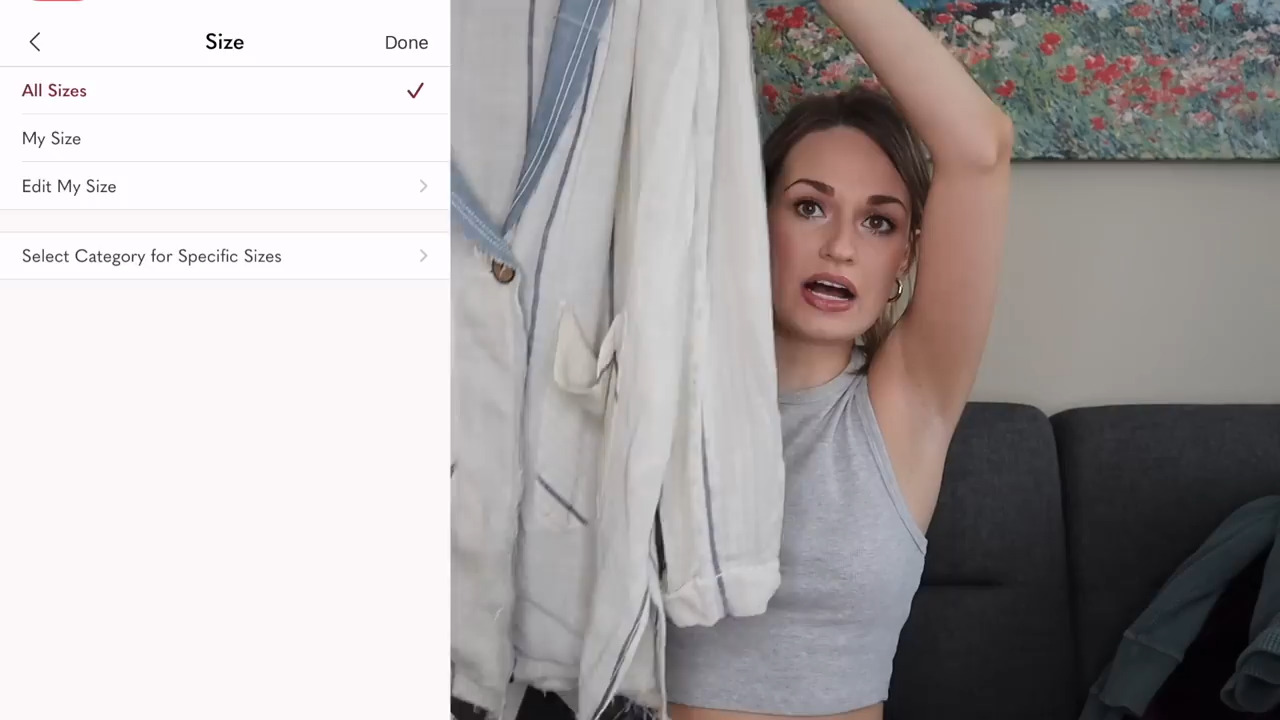 Size
Done
All Sizes
My Size
Edit My Size
Select Category for Specific Sizes